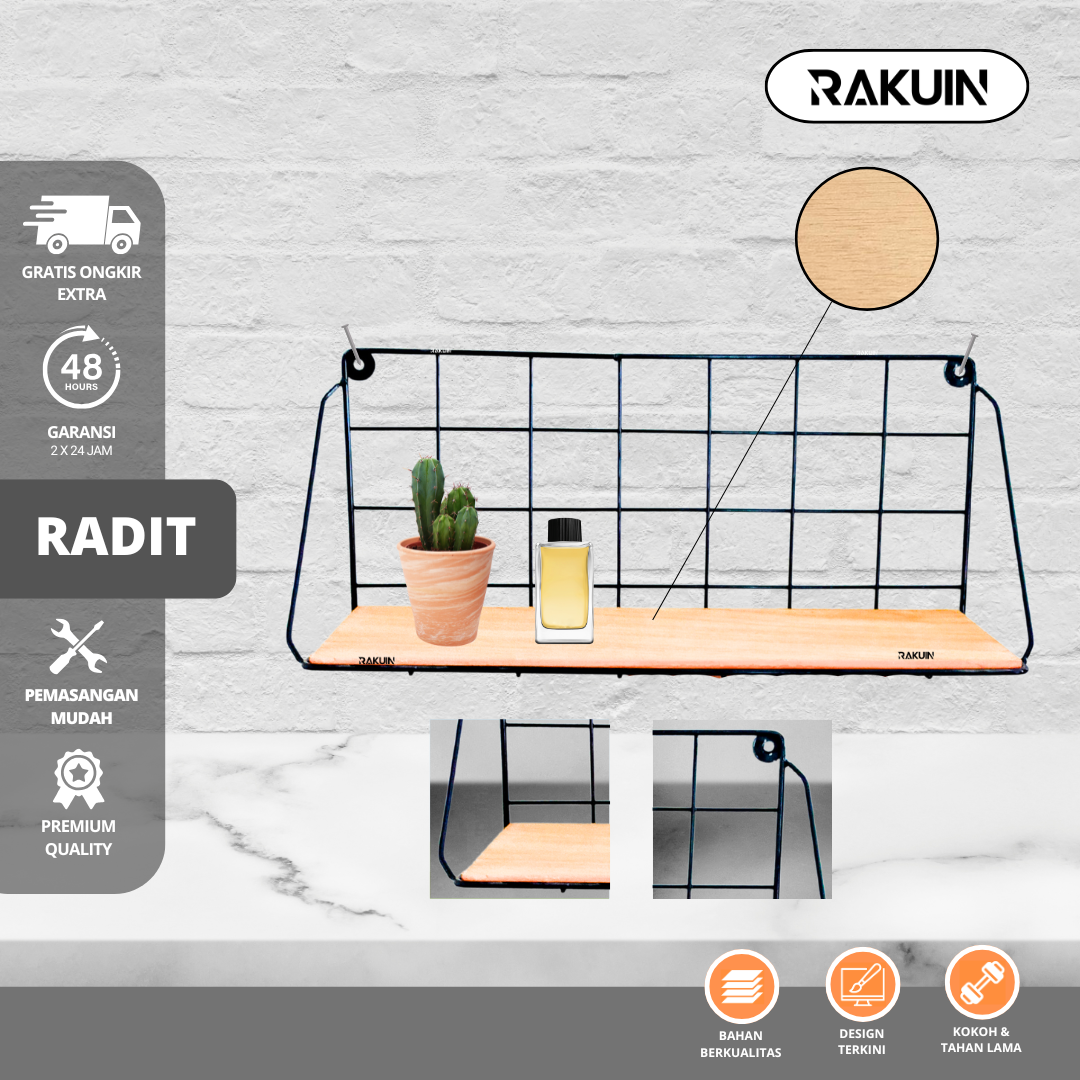 RAKUIN
GRATIS ONGKIR
EXTRA
48
HOURS
GARANSI
2 X 24 JAM
RADIT
RAKUIN
RAKUIN
PEMASANGAN
MUDAH
PREMIUM
QUALITY
BAHAN
BERKUALITAS
DESIGN
TERKINI
KOKOH &
TAHAN LAMA